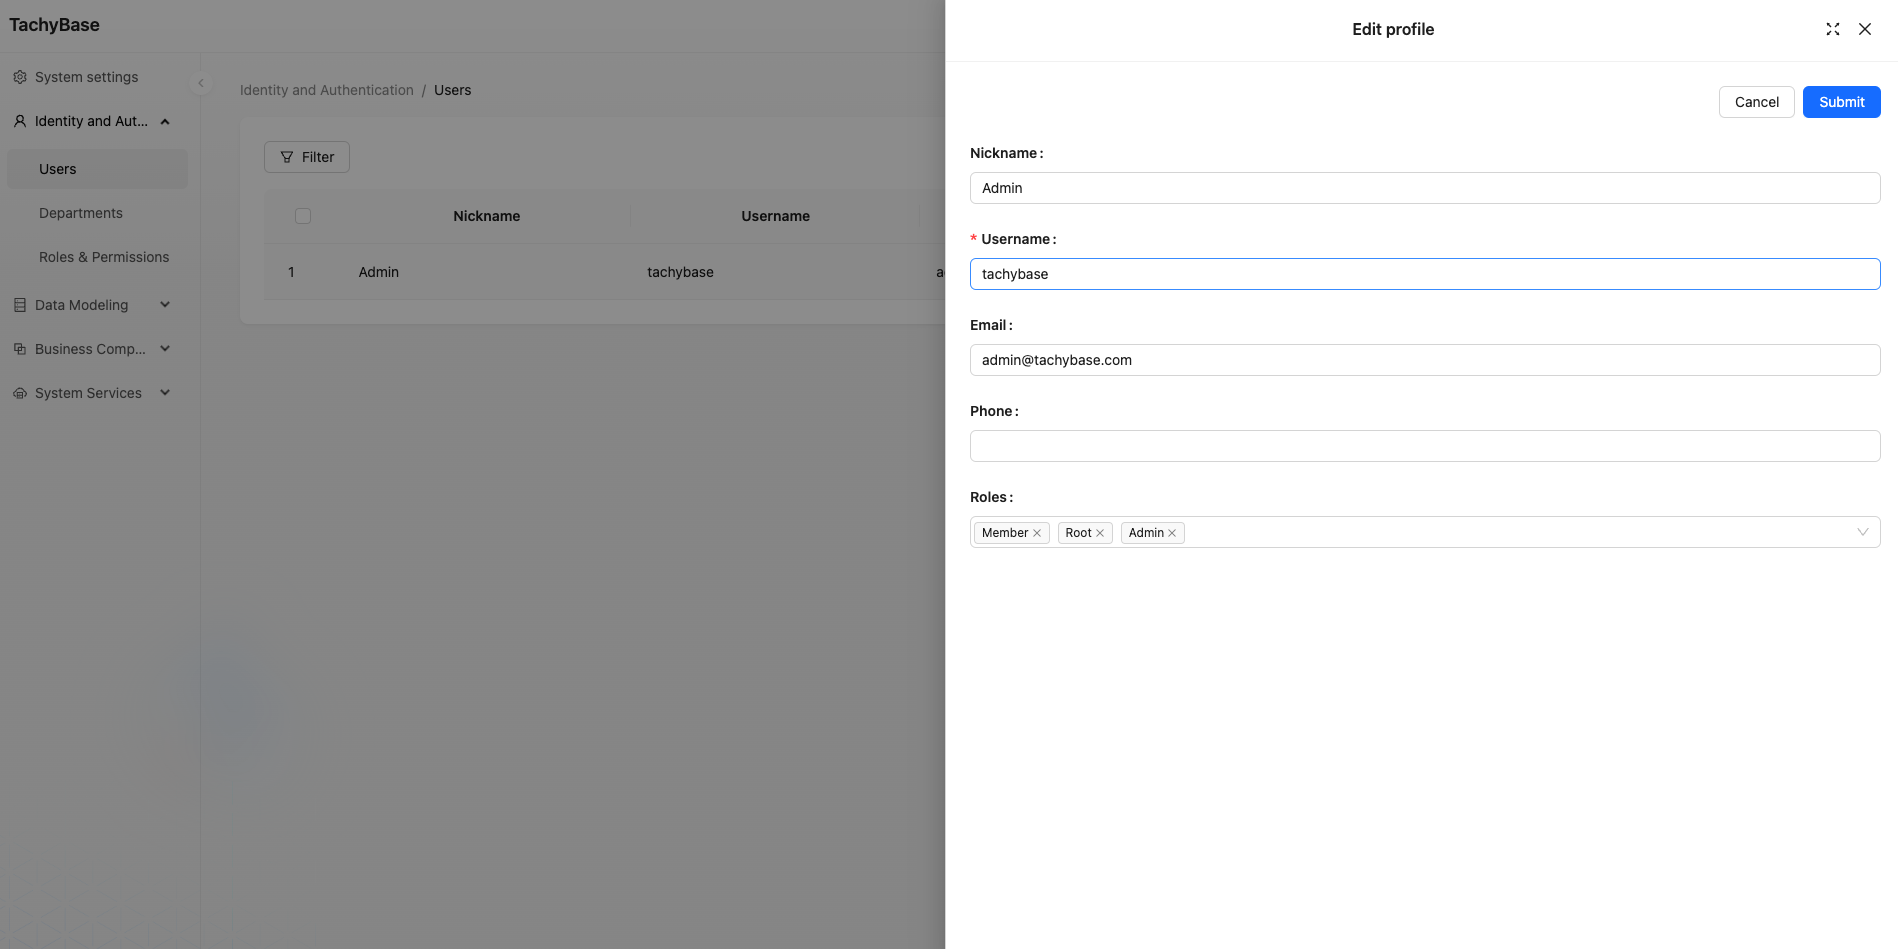 TachyBase
System settings
Identity and Aut...
Users
Departments
Roles & Permissions
Data Modeling
Business Comp...
System Services
Identity and Authentication / Users
Filter
Nickname Username
1 Admin tachybase a
Edit profile
Cancel Submit
Nickname :
Admin
* Username :
tachybase
Email :
admin@tachybase.com
Phone :
Roles :
Member Root Admin